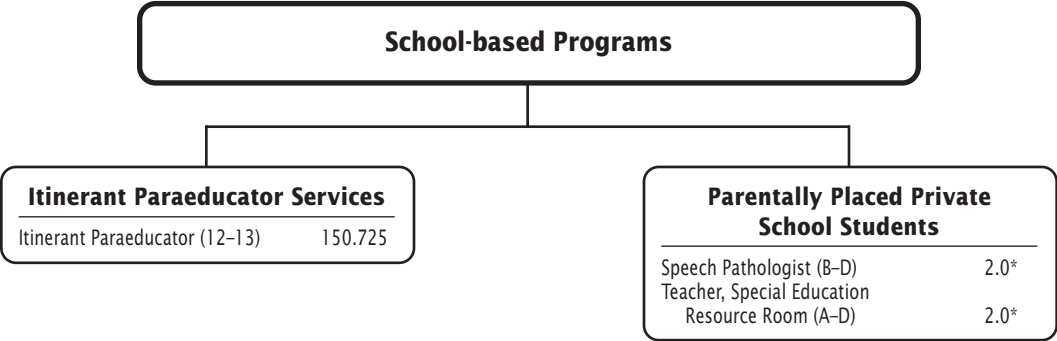 School-based Programs
Itinerant Paraeducator Services
Itinerant Paraeducator (12–13) 150.725
Parentally Placed Private
School Students
Speech Pathologist (B–D) 2.0*
Teacher, Special Education
Resource Room (A–D) 2.0*